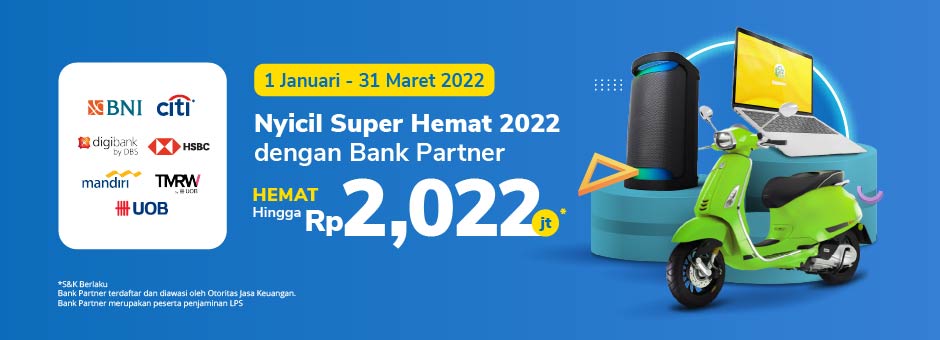 BNI
citi
digibank
by DBS
HSBC
mandiri
TMRW
by UOB
UOB
1 Januari - 31 Maret 2022
Nyicil Super Hemat 2022
dengan Bank Partner
HEMAT
Hingga
Rp2,022 jt*
*S&K Berlaku
Bank Partner terdaftar dan diawasi oleh Otoritas Jasa Keuangan.
Bank Partner merupakan peserta penjaminan LPS